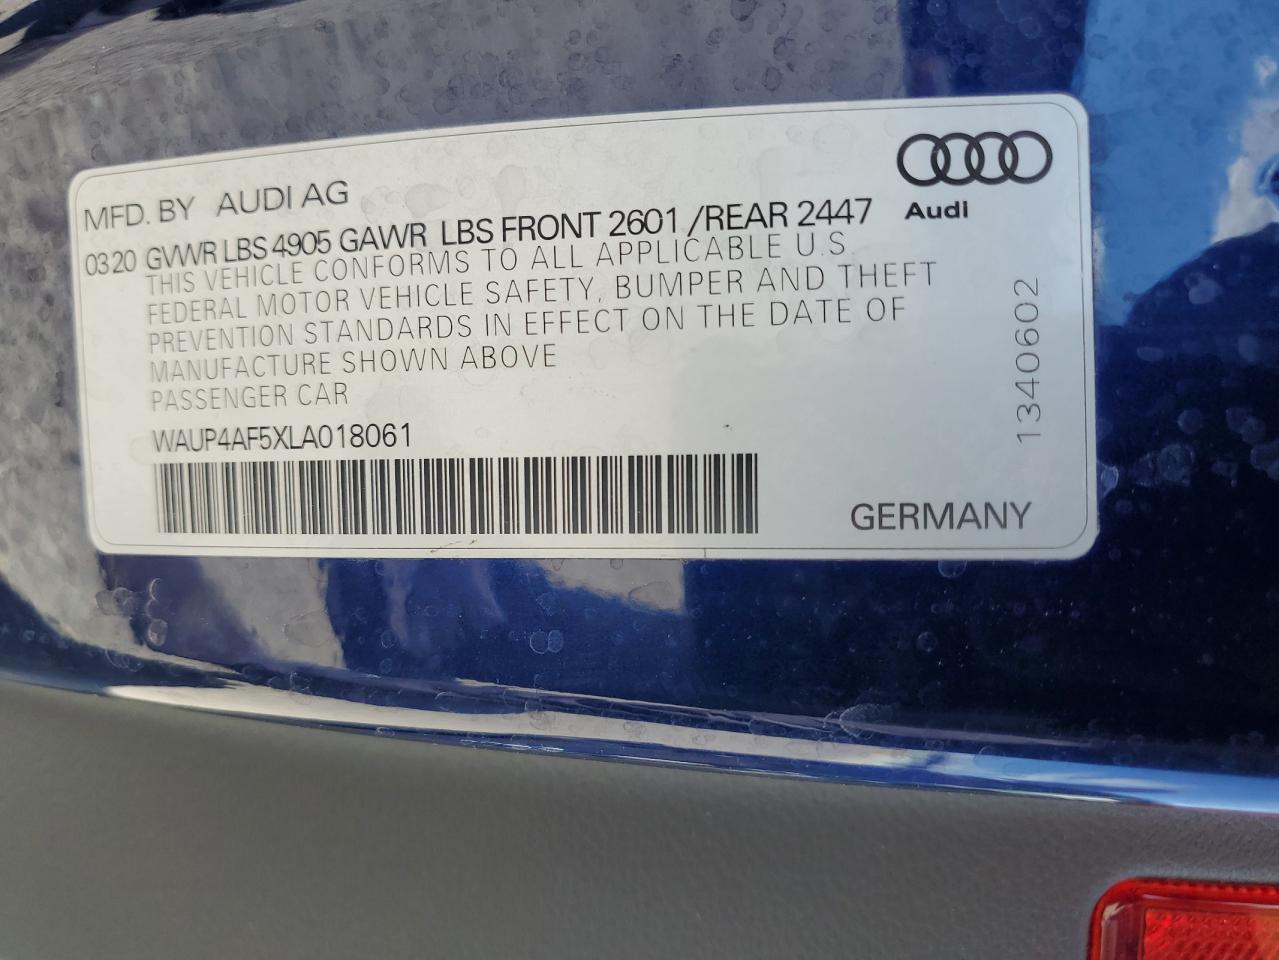 MFD. BY AUDI AG
Audi
0320 GVWR LBS 4905 GAWR LBS FRONT 2601 /REAR 2447
THIS VEHICLE CONFORMS TO ALL APPLICABLE U.S.
FEDERAL MOTOR VEHICLE SAFETY, BUMPER AND THEFT
PREVENTION STANDARDS IN EFFECT ON THE DATE OF
MANUFACTURE SHOWN ABOVE
PASSENGER CAR
WAUP4AF5XLA018061
1340602
GERMANY